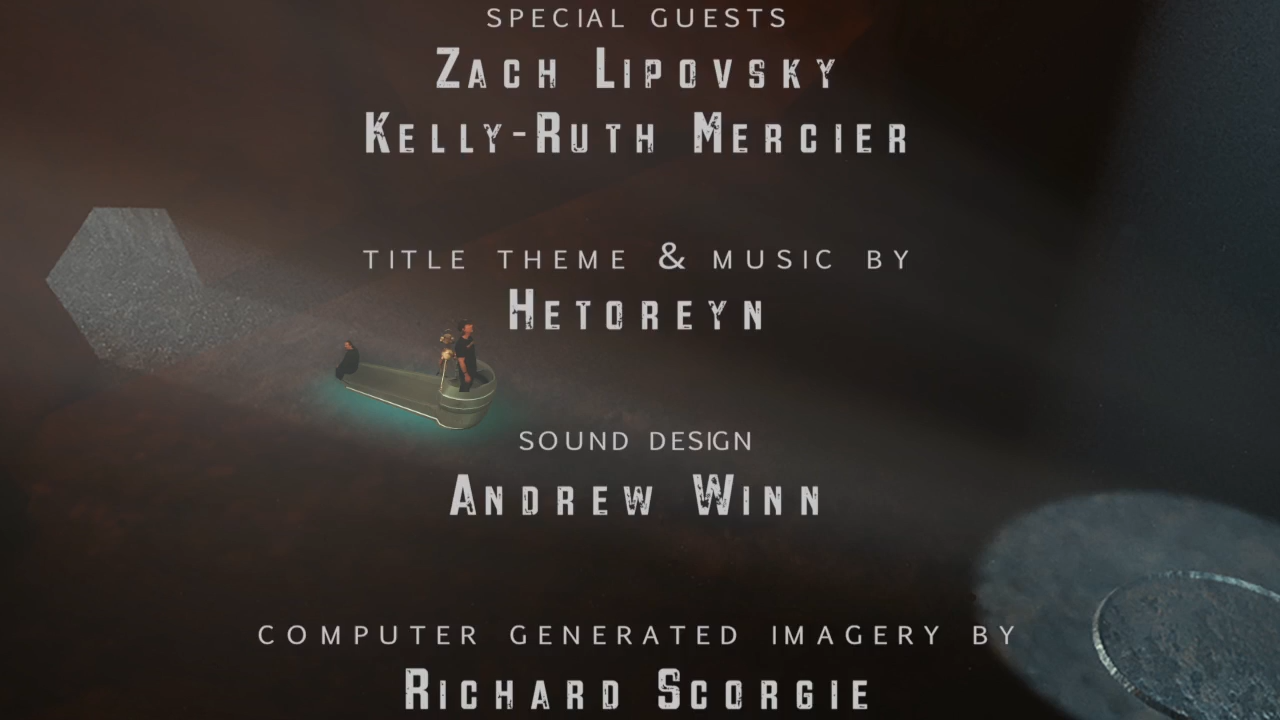 SPECIAL GUESTS
ZACH LIPOVSKY
KELLY-RUTH MERCIER
TITLE THEME & MUSIC BY
HETOREYN
SOUND DESIGN
ANDREW WINN
COMPUTER GENERATED IMAGERY BY
RICHARD SCORGIE